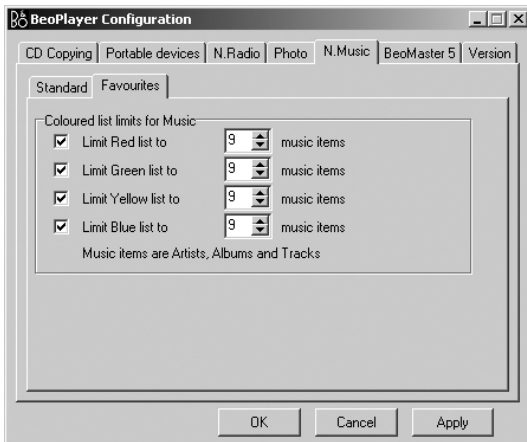 BeoPlayer Configuration
CD Copying Portable devices N.Radio Photo N.Music BeoMaster 5 Version
Standard Favourites
Coloured list limits for Music
Limit Red list to 9 music items
Limit Green list to 9 music items
Limit Yellow list to 9 music items
Limit Blue list to 9 music items
Music items are Artists, Albums and Tracks
OK Cancel Apply